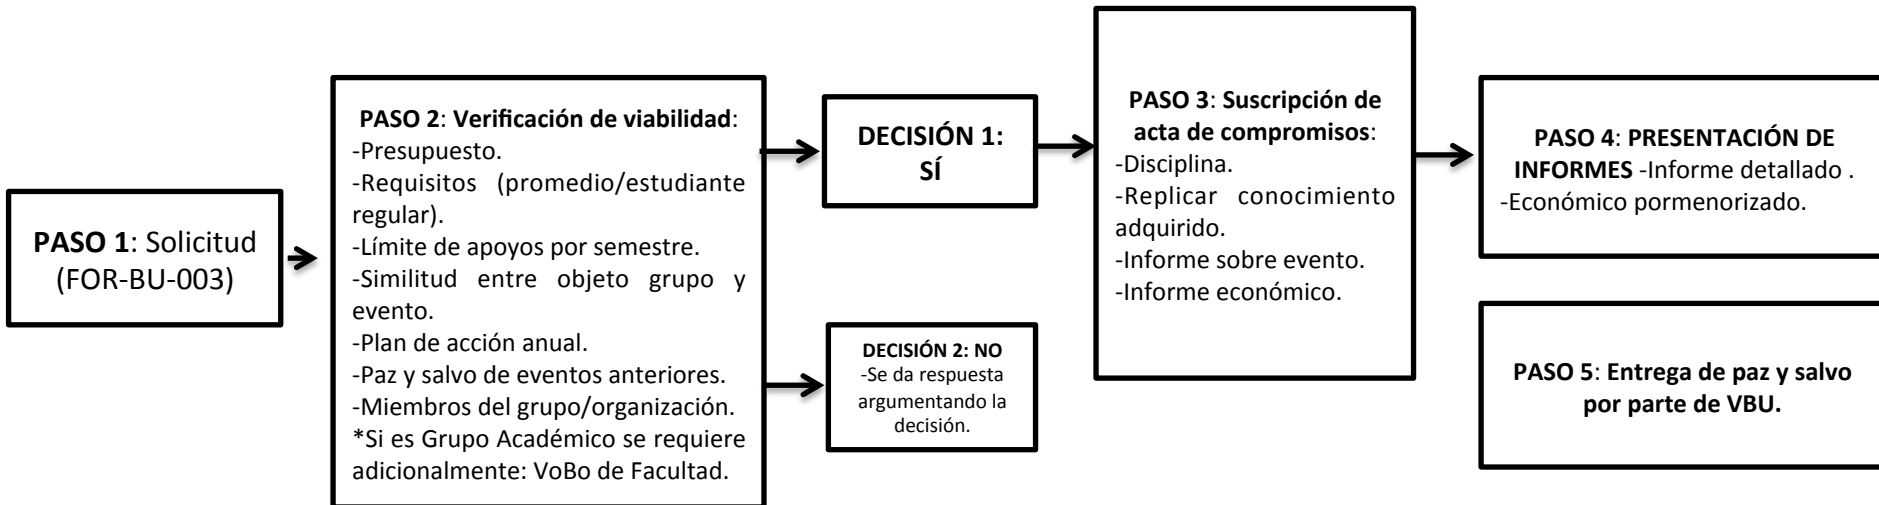 PASO 1: Solicitud
(FOR-BU-003)
PASO 2: Verificación de viabilidad:
-Presupuesto.
-Requisitos (promedio/estudiante
regular).
-Límite de apoyos por semestre.
-Similitud entre objeto grupo y
evento.
-Plan de acción anual.
-Paz y salvo de eventos anteriores.
-Miembros del grupo/organización.
*Si es Grupo Académico se requiere
adicionalmente: VoBo de Facultad.
DECISIÓN 1:
SÍ
DECISIÓN 2: NO
-Se da respuesta
argumentando la
decisión.
PASO 3: Suscripción de
acta de compromisos:
-Disciplina.
-Replicar conocimiento
adquirido.
-Informe sobre evento.
-Informe económico.
PASO 4: PRESENTACIÓN DE
INFORMES -Informe detallado .
-Económico pormenorizado.
PASO 5: Entrega de paz y salvo
por parte de VBU.